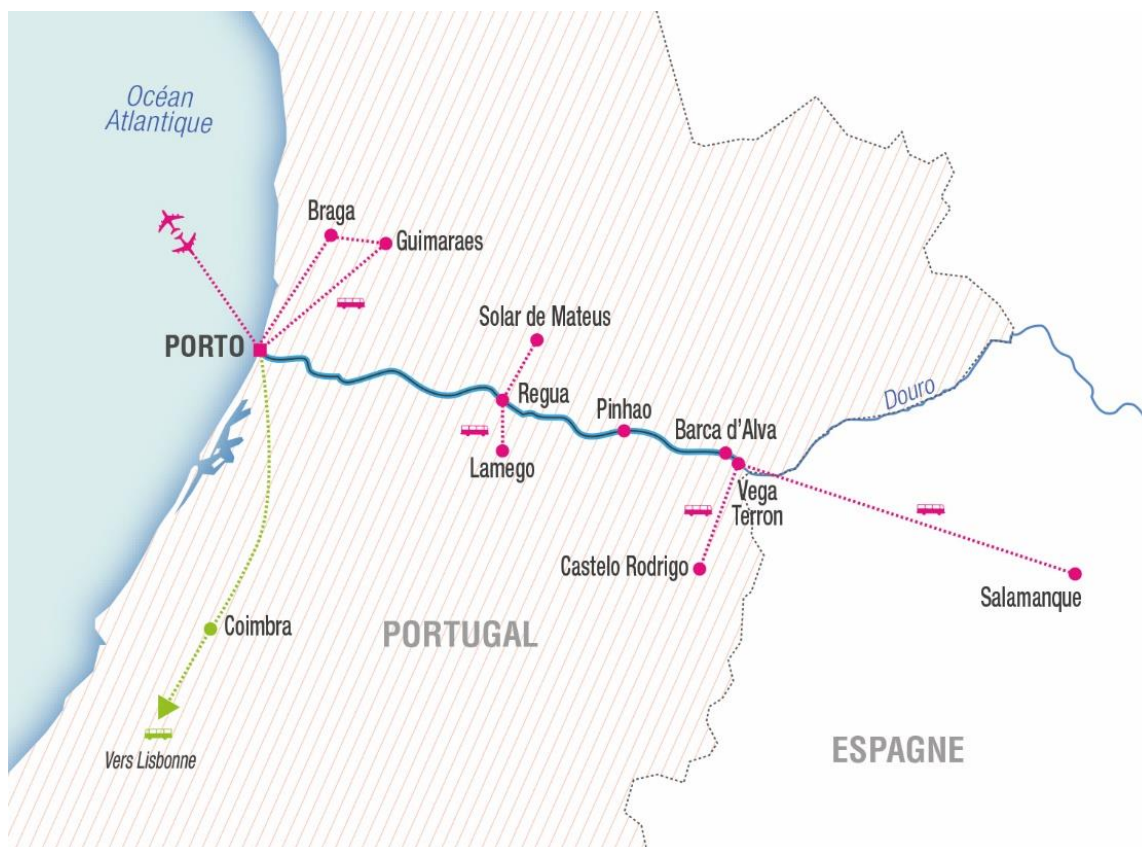 Océan
Atlantique
Braga
Guimaraes
Solar de Mateus
PORTO
Regua
Pinhao
Douro
Barca d'Alva
Lamego
Vega
Terron
Castelo Rodrigo
Salamanque
Coimbra
PORTUGAL
ESPAGNE
Vers Lisbonne